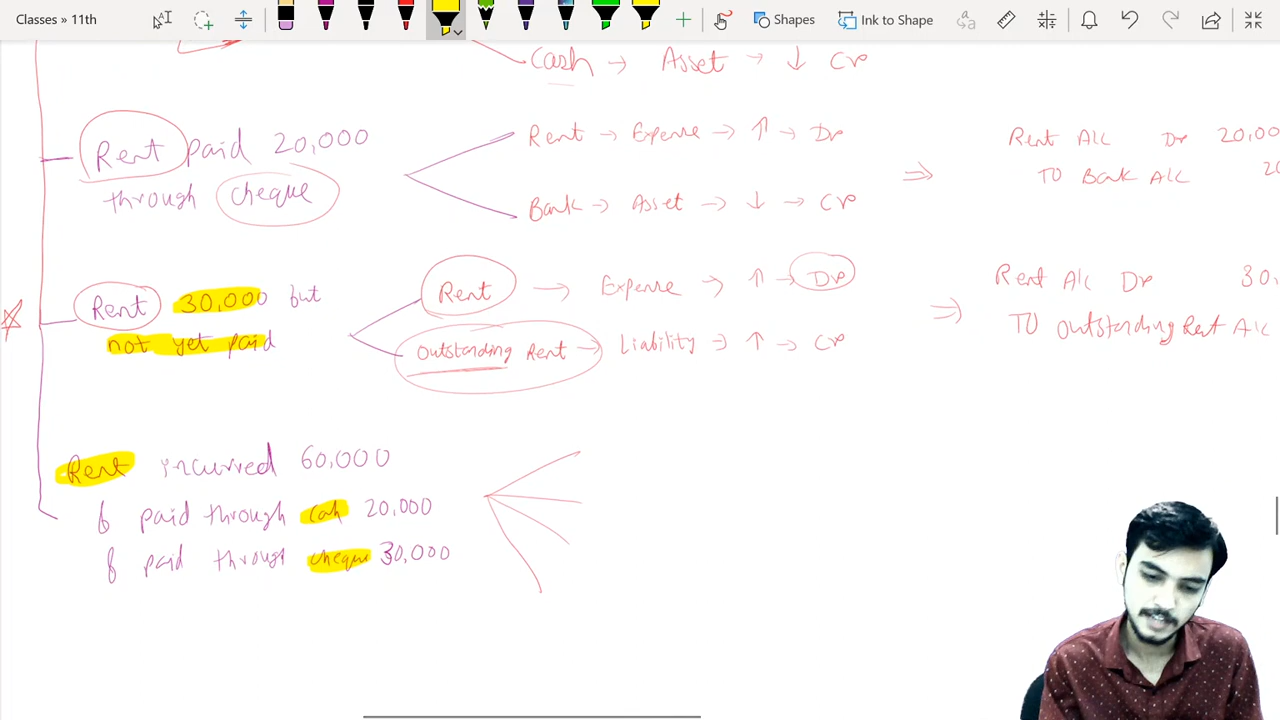 Classes » 11th
Shapes
Ink to Shape
Cash → Asset → ↓ Cr
Rent paid 20,000
through cheque
Rent → Expense → ↑ → Dr
Bank → Asset → ↓ → Cr
⇒ Rent A/c Dr 20,00
TO Bank A/c 20
Rent 30,000 but
not yet paid
Rent → Expense → ↑ → Dr
Outstanding Rent → Liability → ↑ → Cr
⇒ Rent A/c Dr 30,
TO Outstanding Rent A/c
Rent incurred 60,000
& paid through cash 20,000
& paid through cheque 30,000